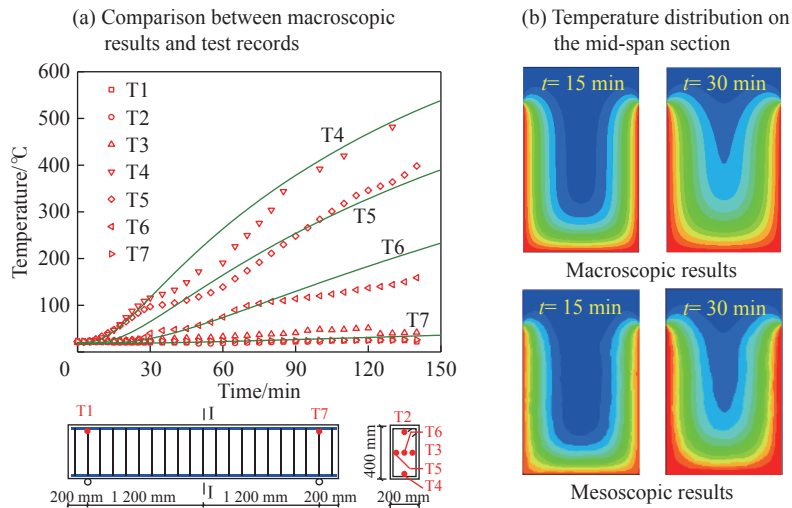 (a) Comparison between macroscopic
results and test records
600
500
400
300
200
100
0
30
60
90
120
150
Temperature/℃
Time/min
T1
T2
T3
T4
T5
T6
T7
T4
T5
T6
T7
T1
I
T7
I
200 mm
1 200 mm
1 200 mm
200 mm
T2
T6
T3
T5
T4
400 mm
200 mm
(b) Temperature distribution on
the mid-span section
t= 15 min
t= 30 min
Macroscopic results
t= 15 min
t= 30 min
Mesoscopic results